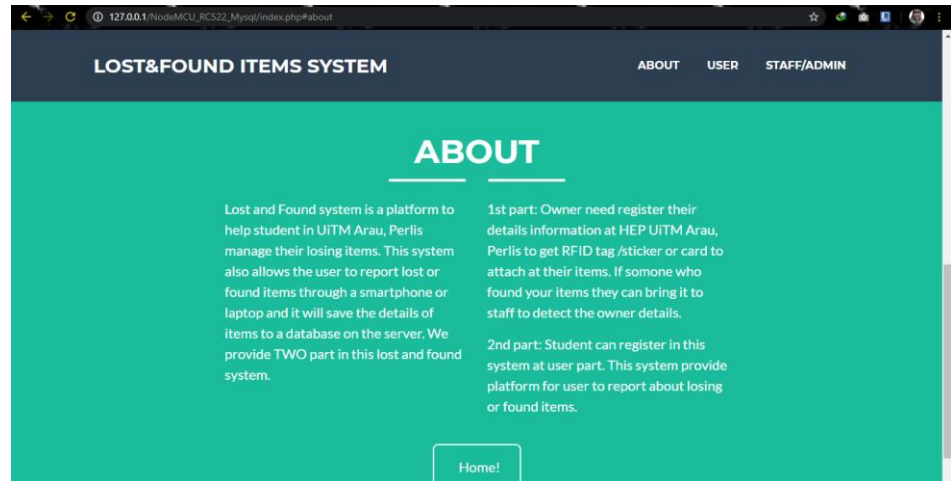 127.0.0.1/NodeMCU_RC522_Mysql/index.php#about
LOST&FOUND ITEMS SYSTEM
ABOUT USER STAFF/ADMIN
ABOUT
Lost and Found system is a platform to
help student in UiTM Arau, Perlis
manage their losing items. This system
also allows the user to report lost or
found items through a smartphone or
laptop and it will save the details of
items to a database on the server. We
provide TWO part in this lost and found
system.
1st part: Owner need register their
details information at HEP UiTM Arau,
Perlis to get RFID tag /sticker or card to
attach at their items. If somone who
found your items they can bring it to
staff to detect the owner details.
2nd part: Student can register in this
system at user part. This system provide
platform for user to report about losing
or found items.
Home!